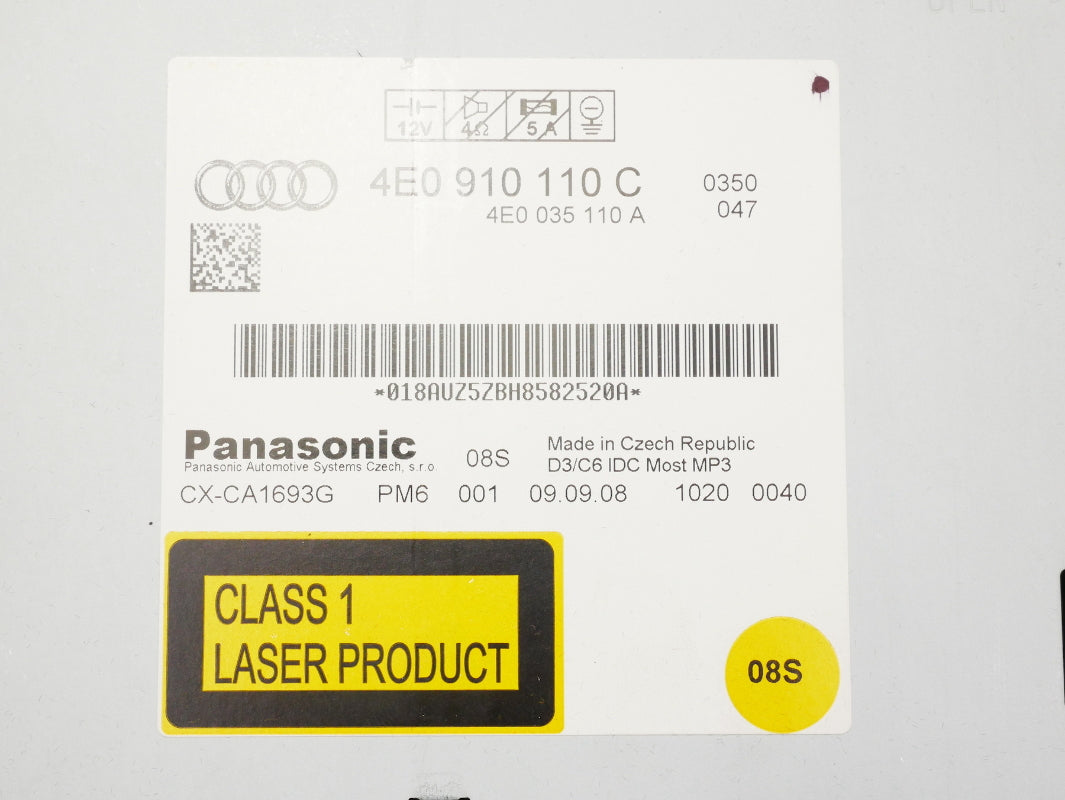 OPEN
12V 4Ω 5 A
4E0 910 110 C 0350
4E0 035 110 A 047
*018AUZ5ZBH8582520A*
Panasonic
Panasonic Automotive Systems Czech, s.r.o.
08S
Made in Czech Republic
D3/C6 IDC Most MP3
CX-CA1693G PM6 001 09.09.08 1020 0040
CLASS 1
LASER PRODUCT
08S